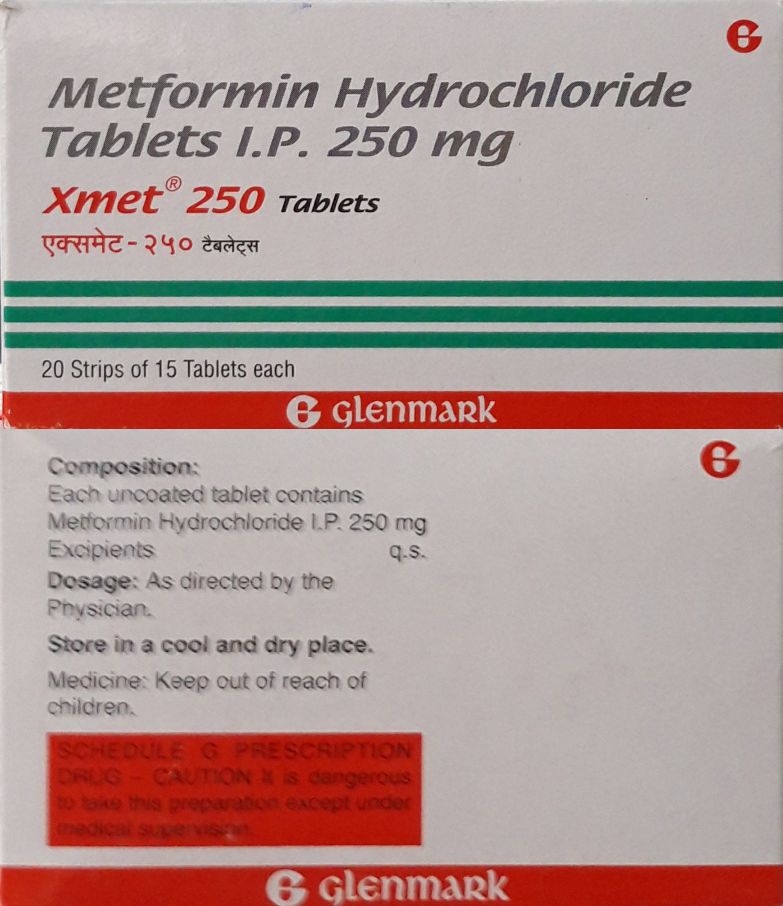 Metformin Hydrochloride
Tablets I.P. 250 mg
Xmet® 250 Tablets
एक्समेट - २५० टैबलेट्स
20 Strips of 15 Tablets each
GLENMARK
Composition:
Each uncoated tablet contains
Metformin Hydrochloride I.P. 250 mg
Excipients q.s.
Dosage: As directed by the
Physician.
Store in a cool and dry place.
Medicine: Keep out of reach of
children.
SCHEDULE G PRESCRIPTION
DRUG - CAUTION It is dangerous
to take this preparation except under
medical supervision.
GLENMARK